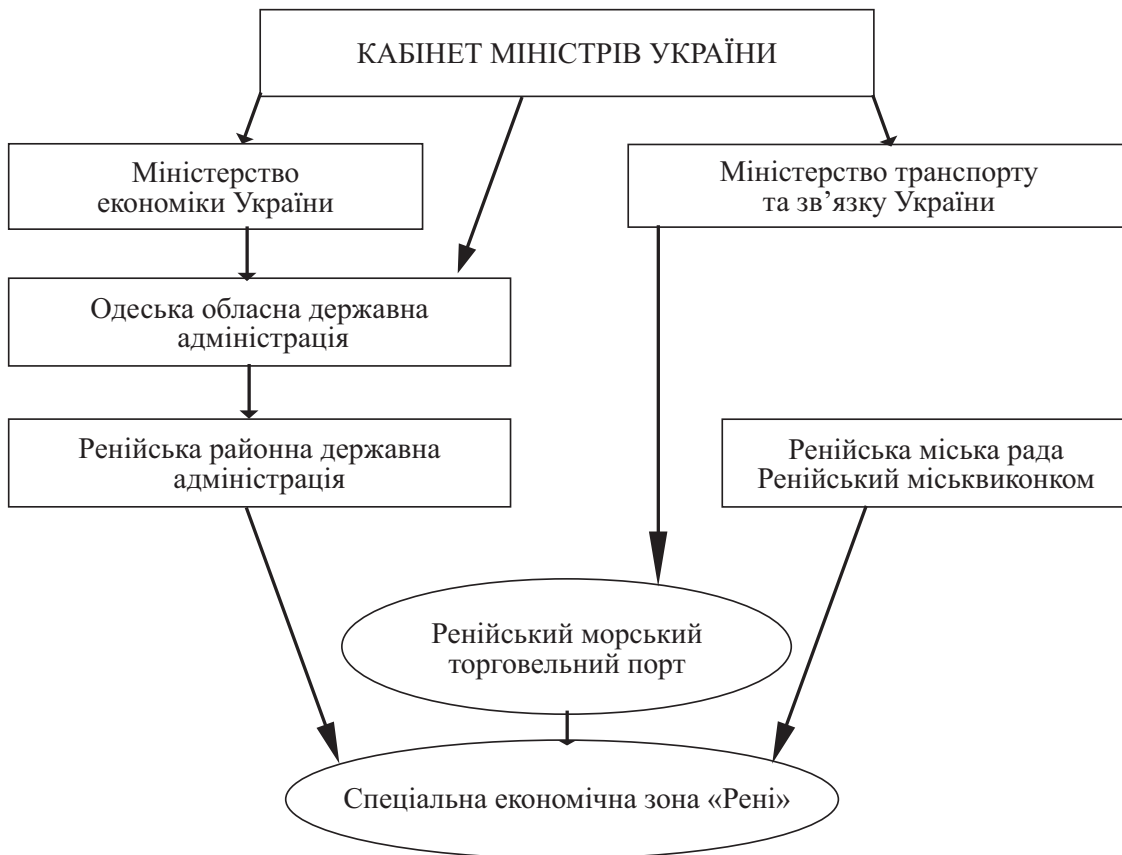 КАБІНЕТ МІНІСТРІВ УКРАЇНИ
Міністерство
економіки України
Міністерство транспорту
та зв’язку України
Одеська обласна державна
адміністрація
Ренійська районна державна
адміністрація
Ренійська міська рада
Ренійський міськвиконком
Ренійський морський
торговельний порт
Спеціальна економічна зона «Рені»